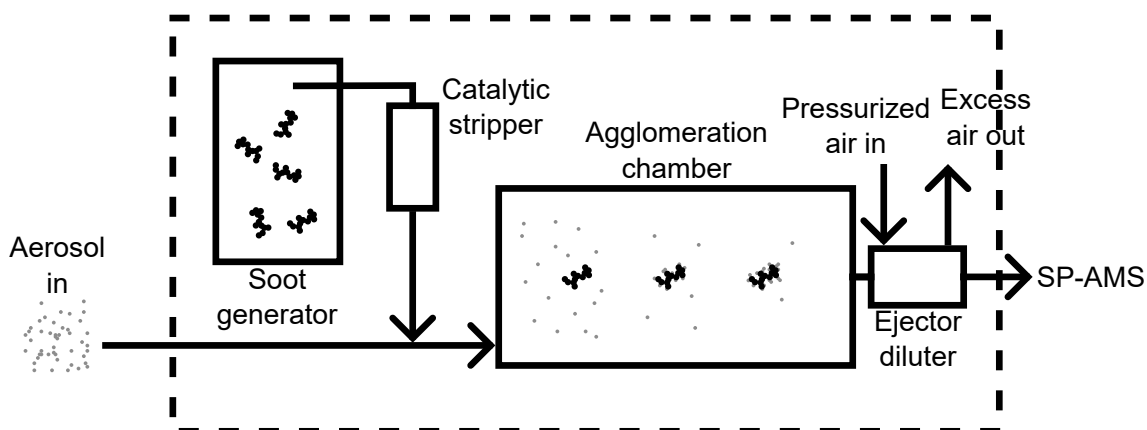 Aerosol
in
Soot
generator
Catalytic
stripper
Agglomeration
chamber
Pressurized
air in
Excess
air out
Ejector
diluter
SP-AMS